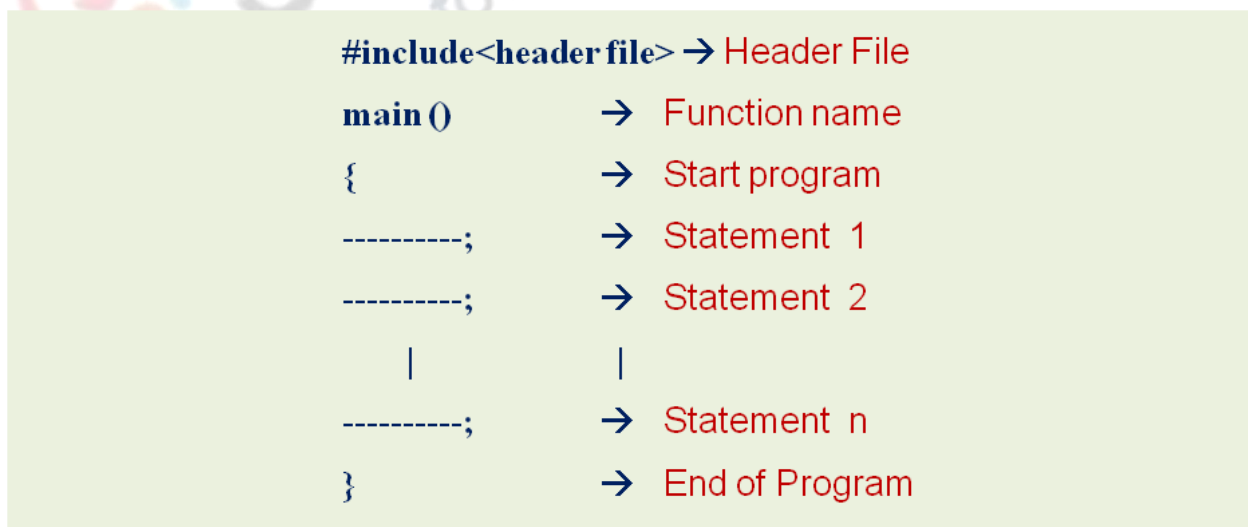 #include<header file> → Header File
main () → Function name
{ → Start program
----------; → Statement 1
----------; → Statement 2
| |
----------; → Statement n
} → End of Program